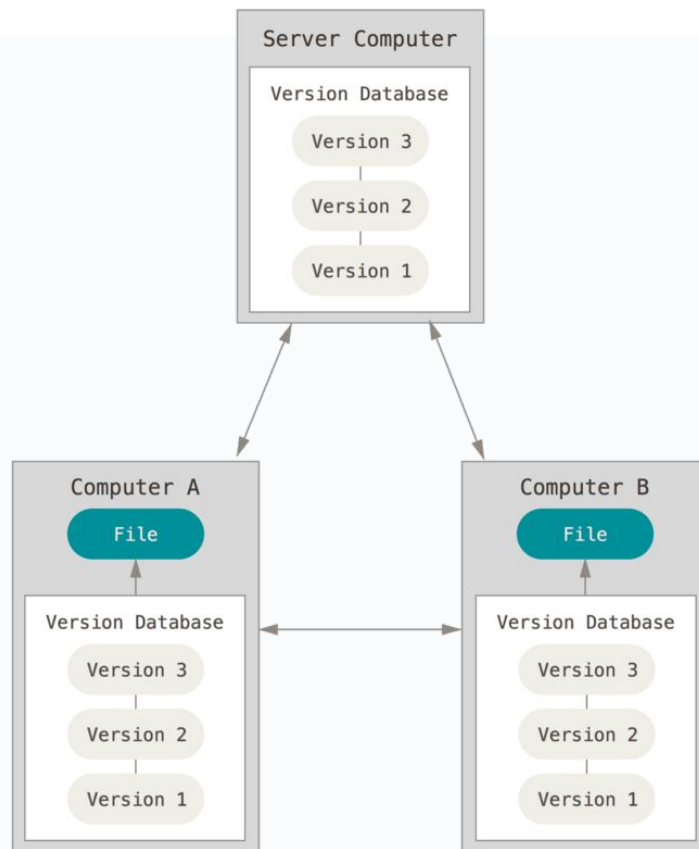 Server Computer
Version Database
Version 3
Version 2
Version 1
Computer A
File
Version Database
Version 3
Version 2
Version 1
Computer B
File
Version Database
Version 3
Version 2
Version 1